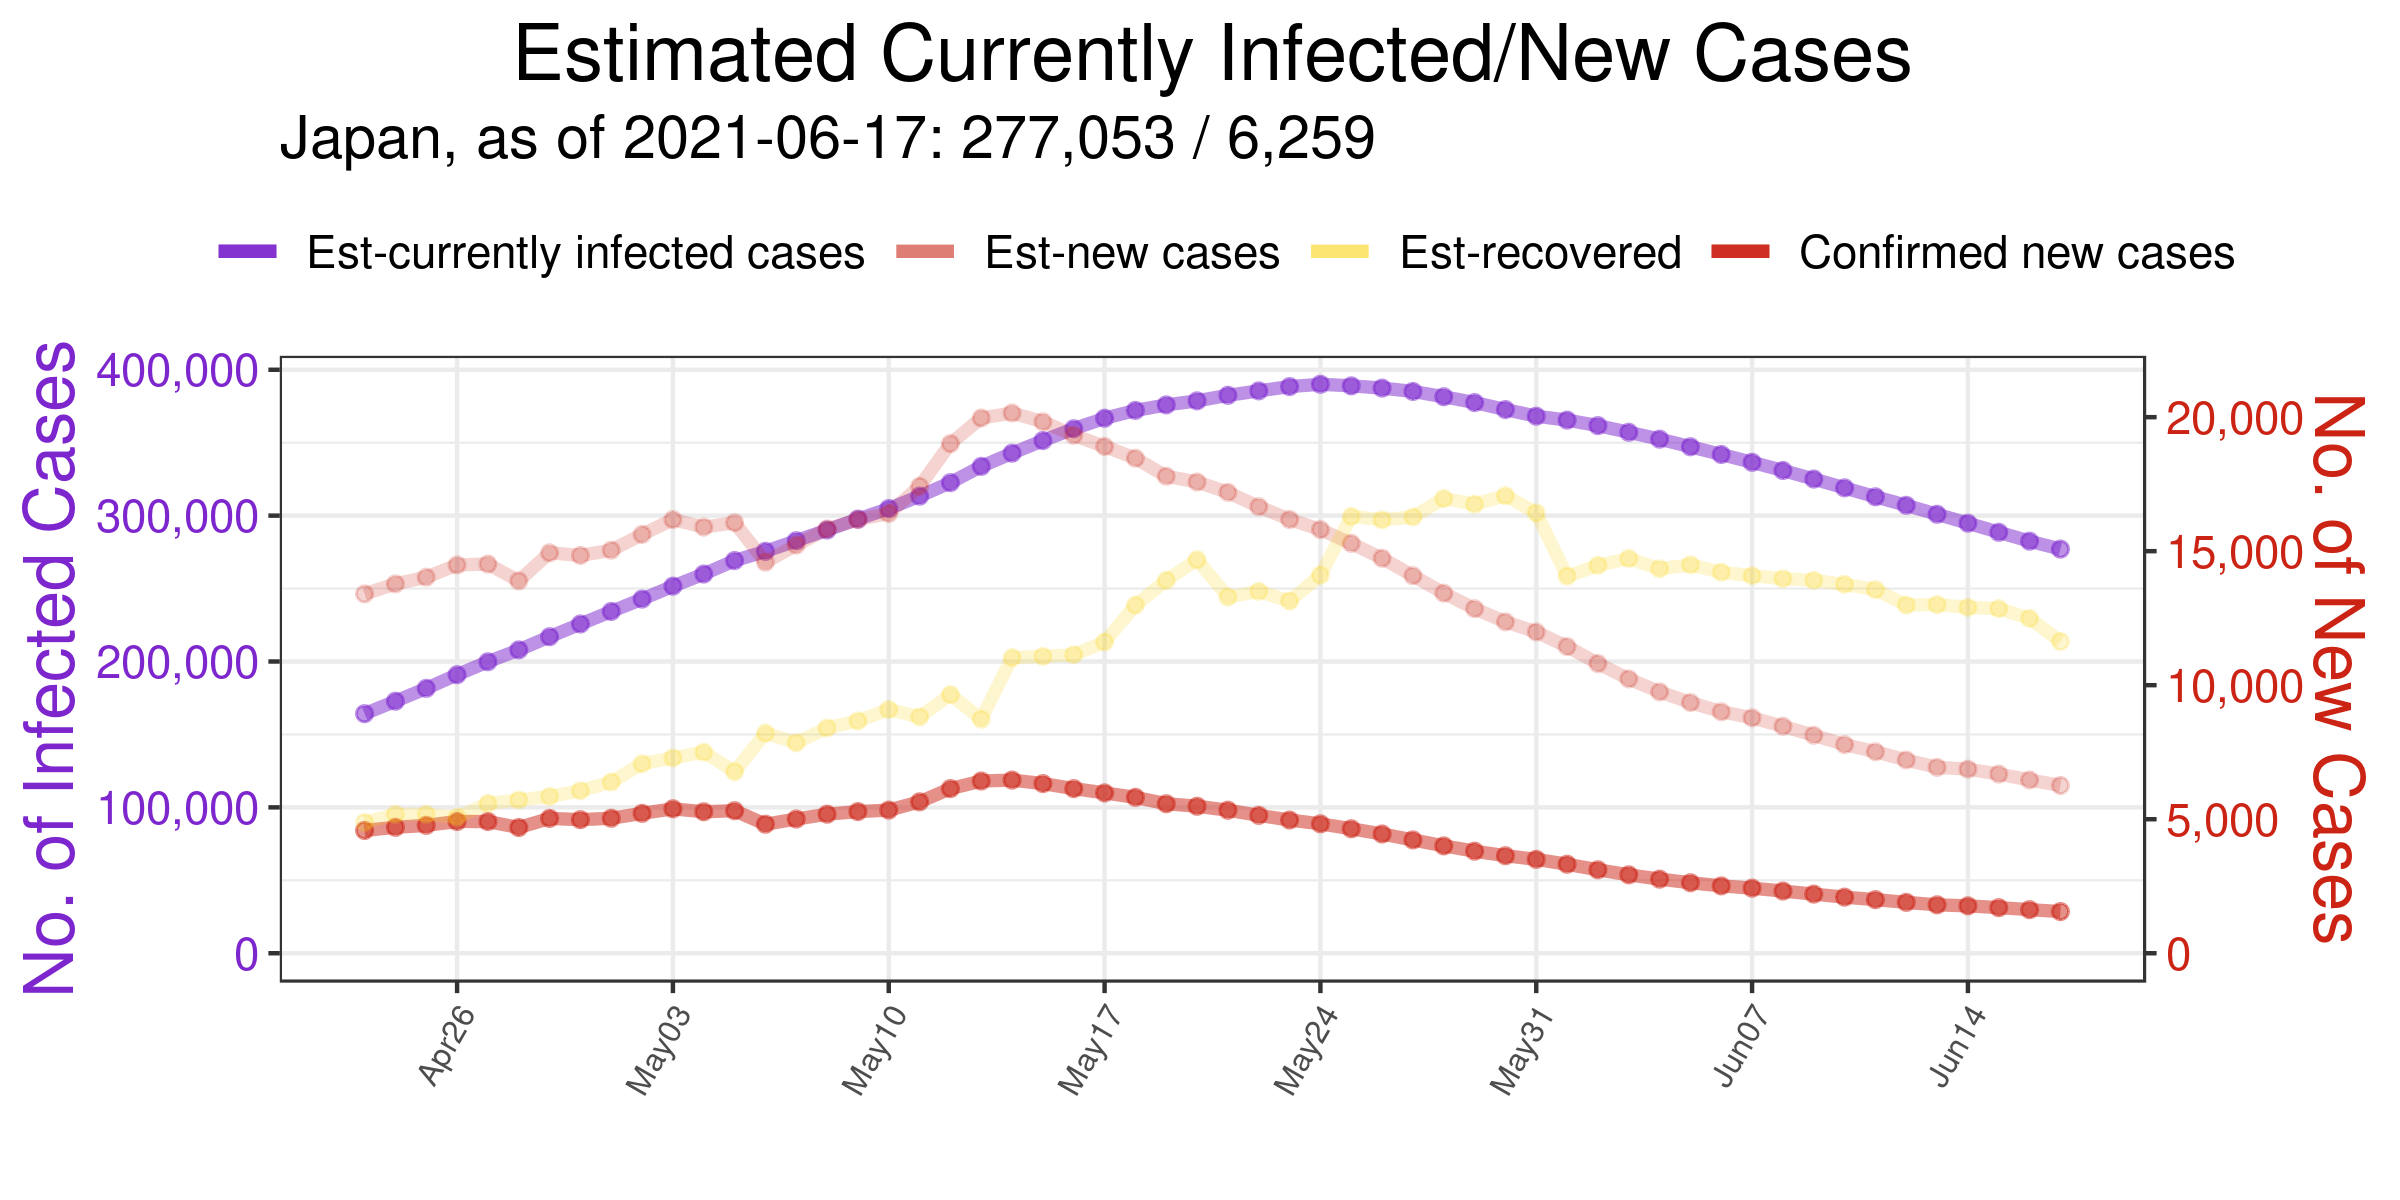 Estimated Currently Infected/New Cases
Japan, as of 2021-06-17: 277,053 / 6,259
Est-currently infected cases Est-new cases Est-recovered Confirmed new cases
No. of Infected Cases
400,000
300,000
200,000
100,000
0
20,000
15,000
10,000
5,000
0
No. of New Cases
Apr26 May03 May10 May17 May24 May31 Jun07 Jun14